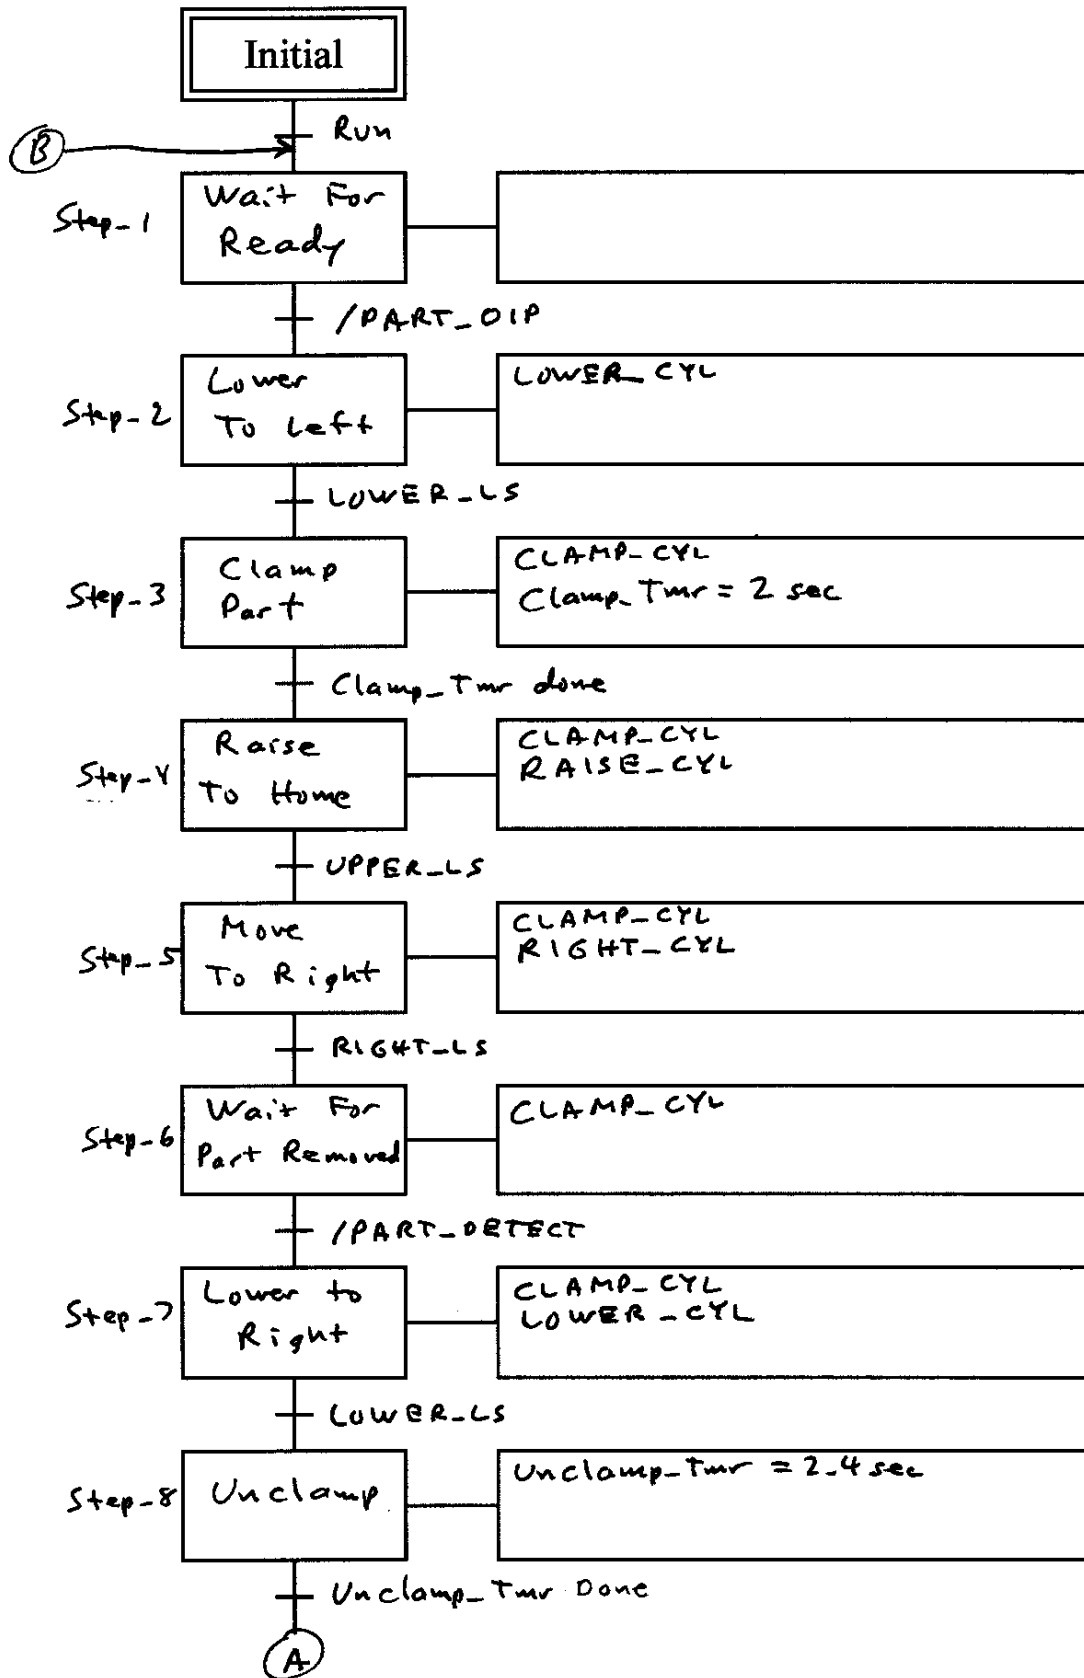 Initial
Run
B
Step-1
Wait For
Ready
/PART_OIP
Step-2
Lower
To Left
LOWER_CYL
LOWER_LS
Step-3
Clamp
Part
CLAMP_CYL
Clamp_Tmr = 2 sec
Clamp_Tmr done
Step-4
Raise
To Home
CLAMP_CYL
RAISE_CYL
UPPER_LS
Step-5
Move
To Right
CLAMP_CYL
RIGHT_CYL
RIGHT_LS
Step-6
Wait For
Part Removed
CLAMP_CYL
/PART_DETECT
Step-7
Lower to
Right
CLAMP_CYL
LOWER_CYL
LOWER_LS
Step-8
Unclamp
Unclamp_Tmr = 2.4 sec
Unclamp_Tmr Done
A